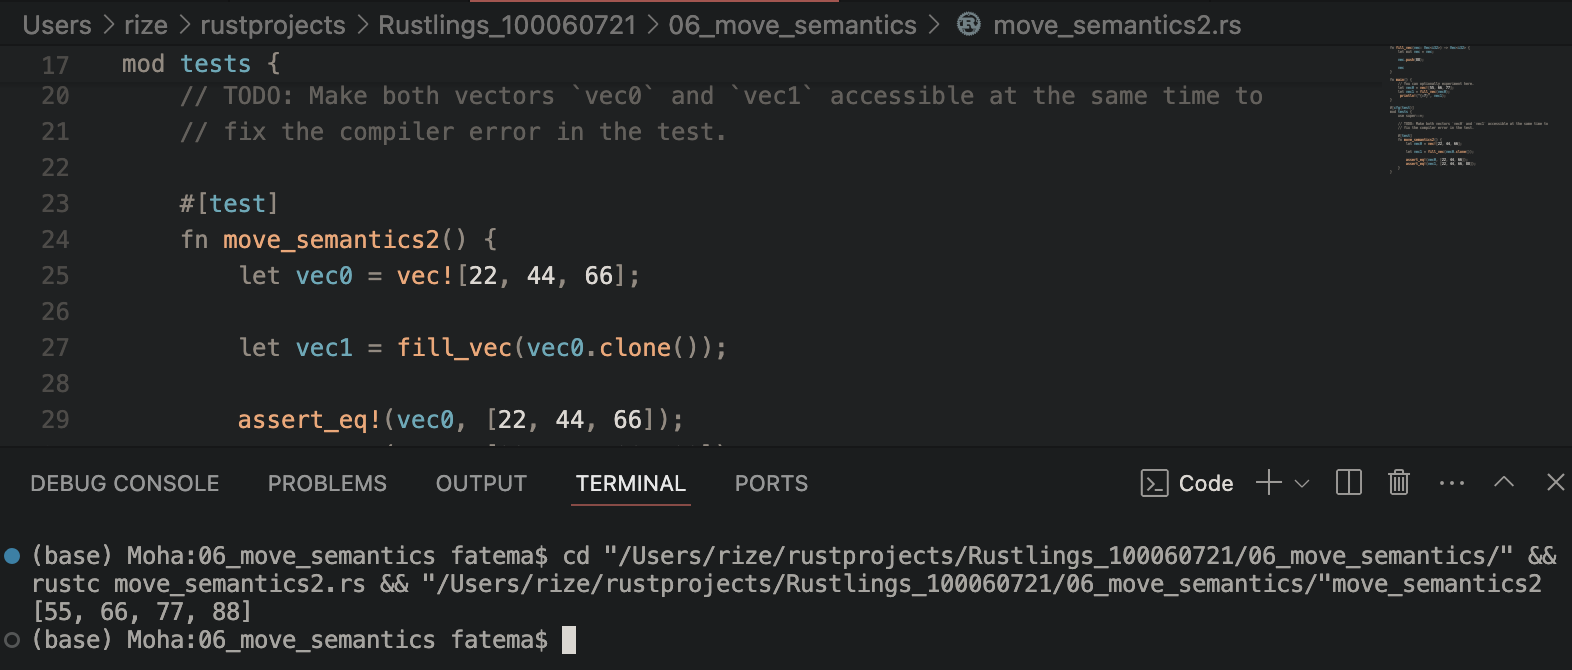 Users > rize > rustprojects > Rustlings_100060721 > 06_move_semantics > move_semantics2.rs
17 mod tests {
20 // TODO: Make both vectors `vec0` and `vec1` accessible at the same time to
21 // fix the compiler error in the test.
22
23 #[test]
24 fn move_semantics2() {
25 let vec0 = vec![22, 44, 66];
26
27 let vec1 = fill_vec(vec0.clone());
28
29 assert_eq!(vec0, [22, 44, 66]);
DEBUG CONSOLE PROBLEMS OUTPUT TERMINAL PORTS Code
(base) Moha:06_move_semantics fatema$ cd "/Users/rize/rustprojects/Rustlings_100060721/06_move_semantics/" &&
rustc move_semantics2.rs && "/Users/rize/rustprojects/Rustlings_100060721/06_move_semantics/"move_semantics2
[55, 66, 77, 88]
(base) Moha:06_move_semantics fatema$